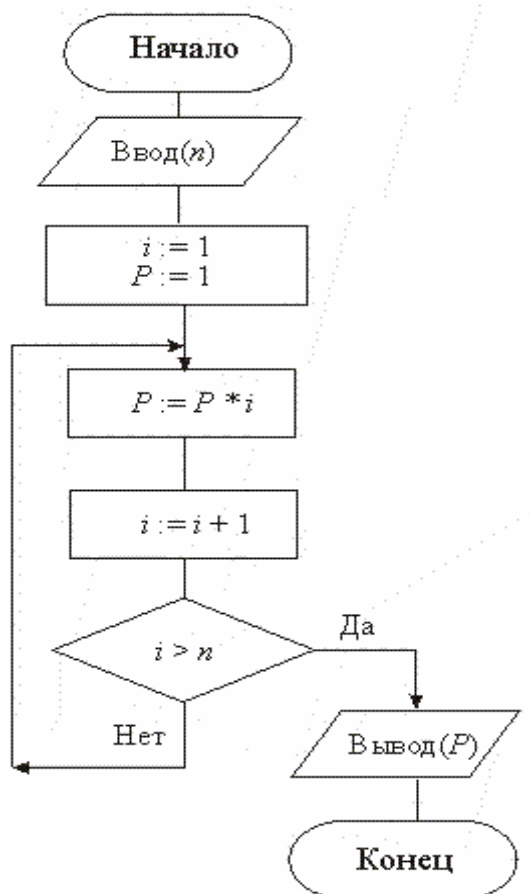 Начало
Ввод(n)
i := 1
P := 1
P := P * i
i := i + 1
i > n
Да
Нет
Вывод(P)
Конец